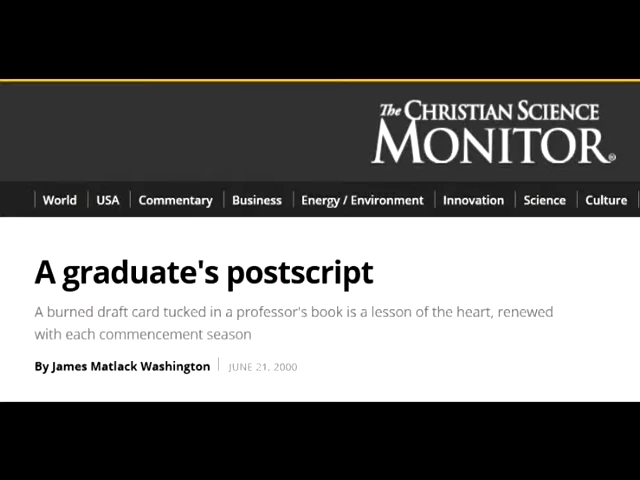 The CHRISTIAN SCIENCE
MONITOR®
World | USA | Commentary | Business | Energy / Environment | Innovation | Science | Culture
A graduate's postscript
A burned draft card tucked in a professor's book is a lesson of the heart, renewed
with each commencement season
By James Matlack Washington | JUNE 21, 2000